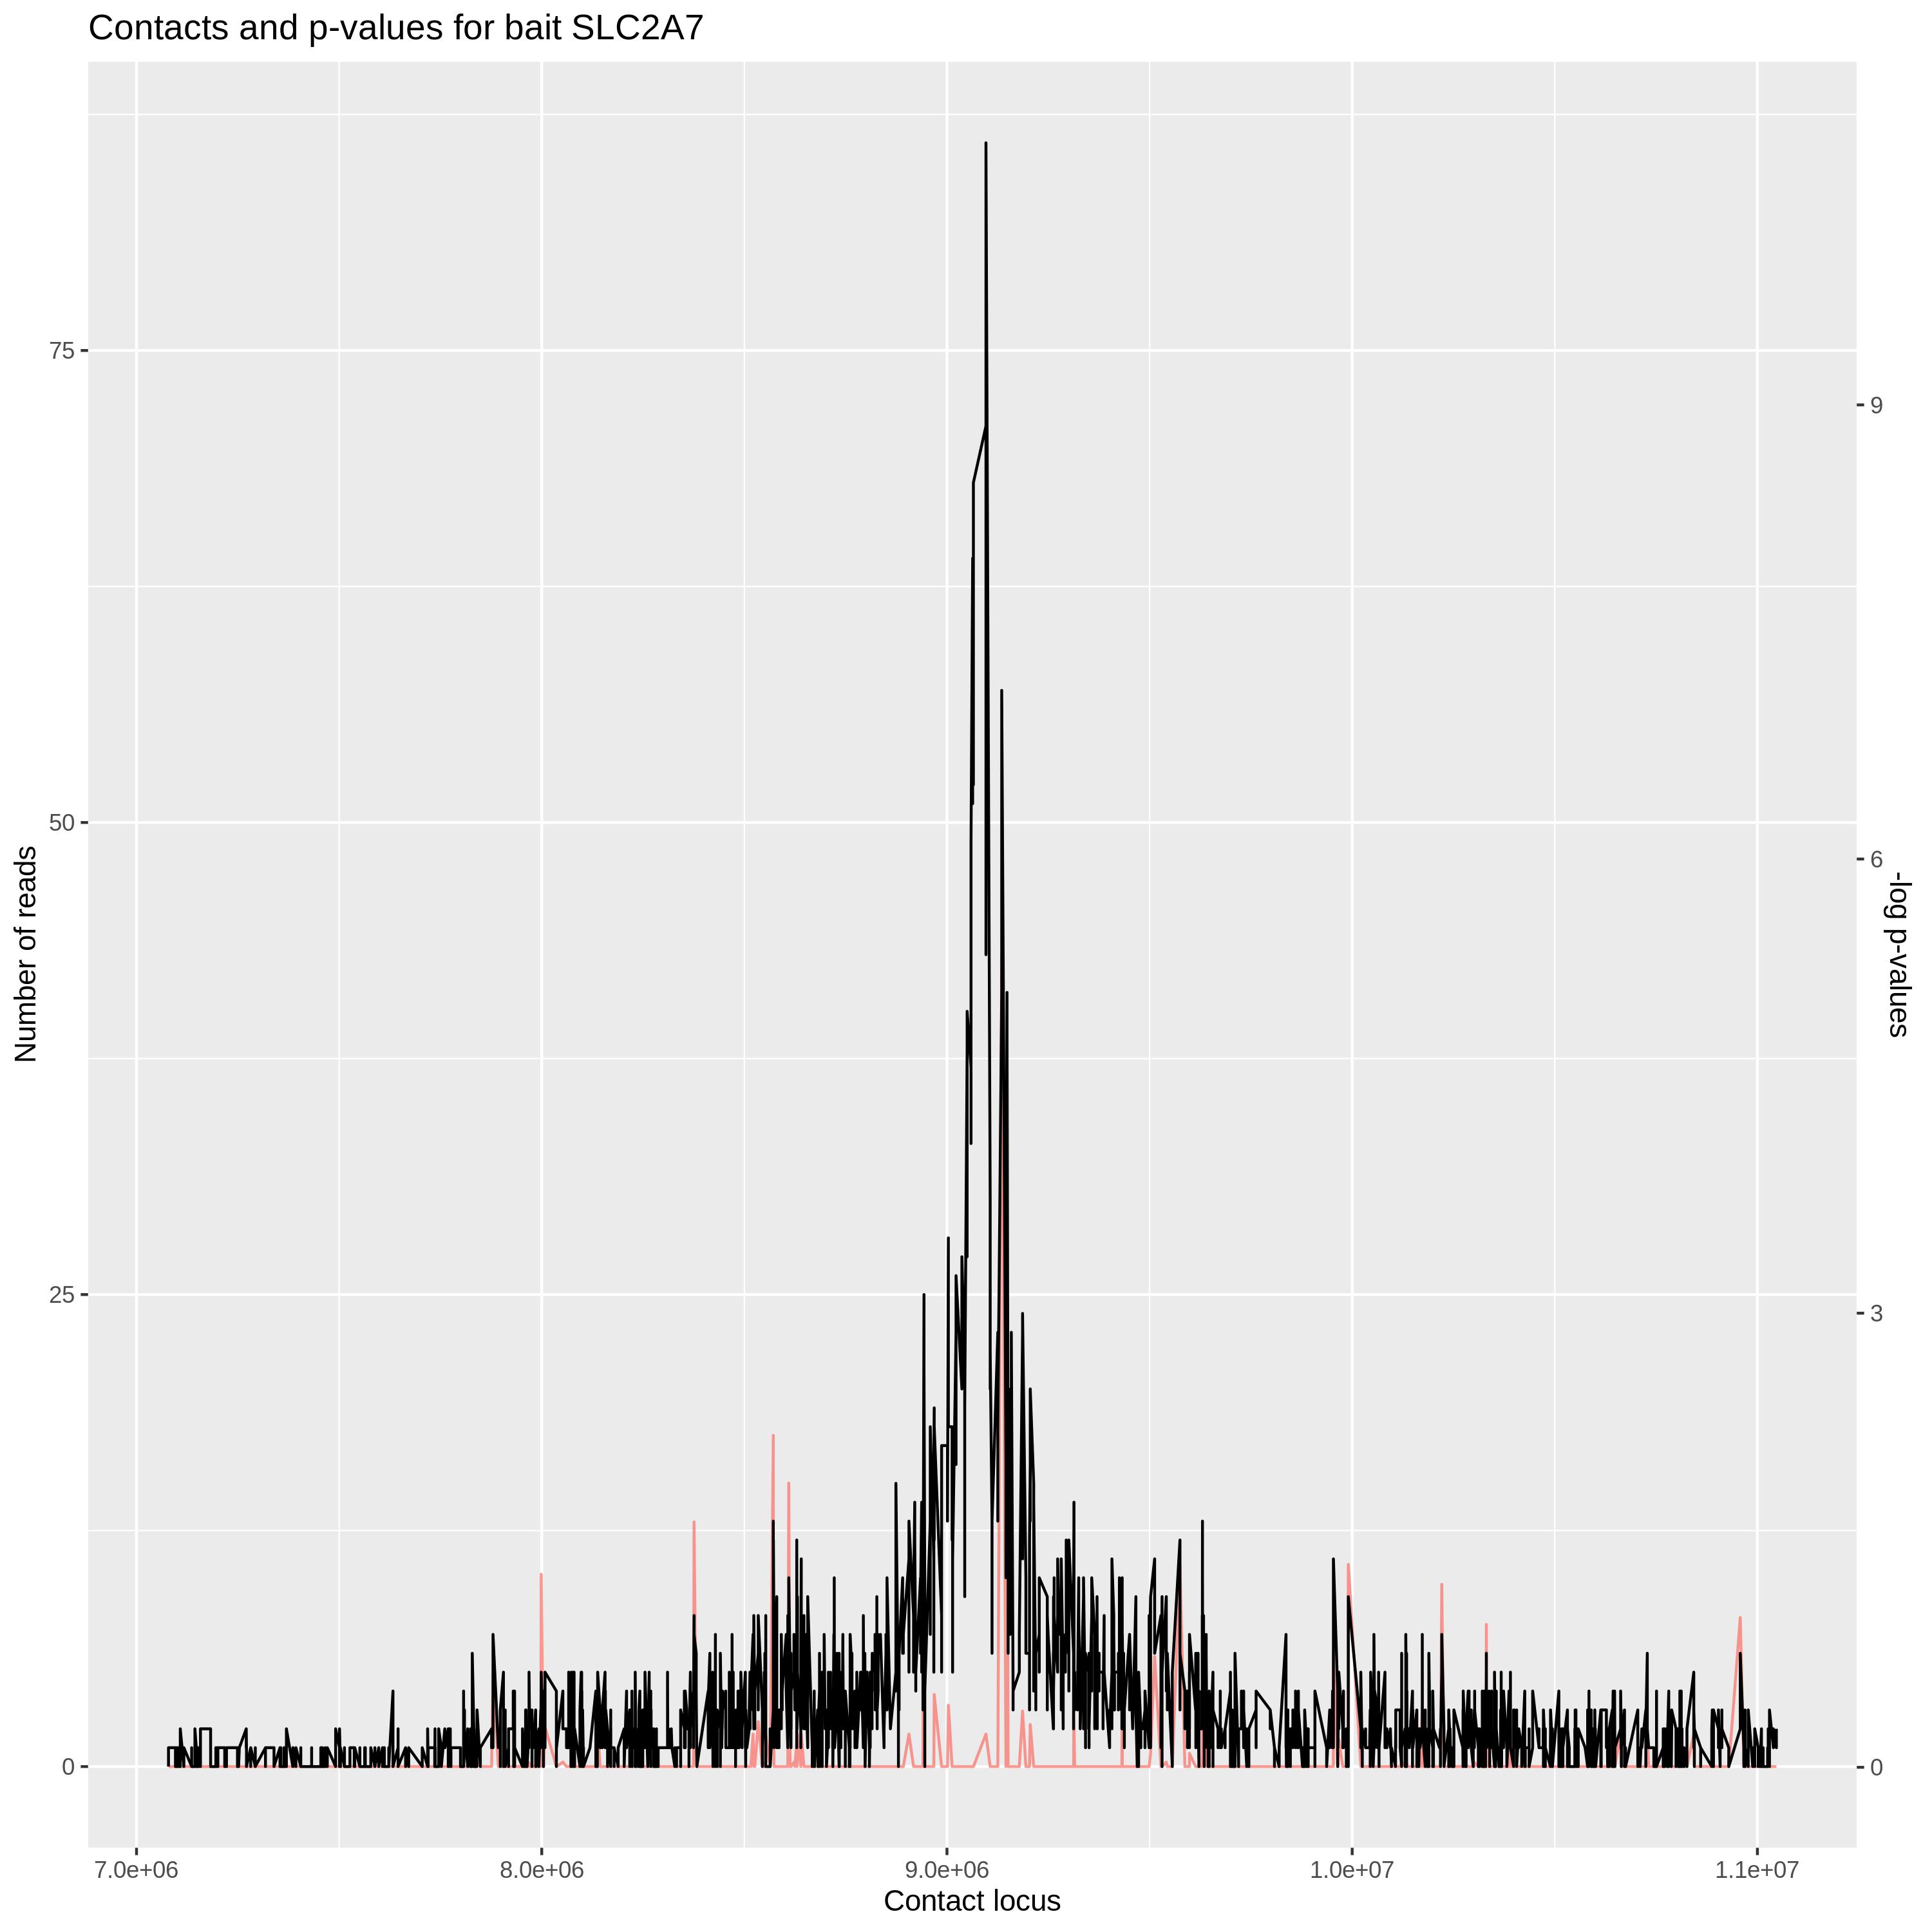 Contacts and p-values for bait SLC2A7
75
50
25
0
9
6
3
0
Number of reads
-log p-values
7.0e+06
8.0e+06
9.0e+06
1.0e+07
1.1e+07
Contact locus